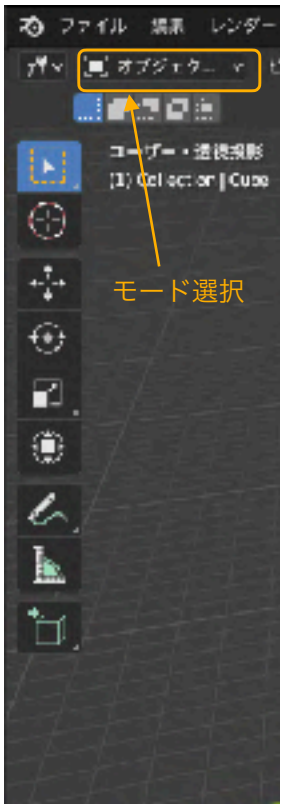 ファイル 編集 レンダー
オブジェクト...
ユーザー・透視投影
(1) Collection | Cube
モード選択